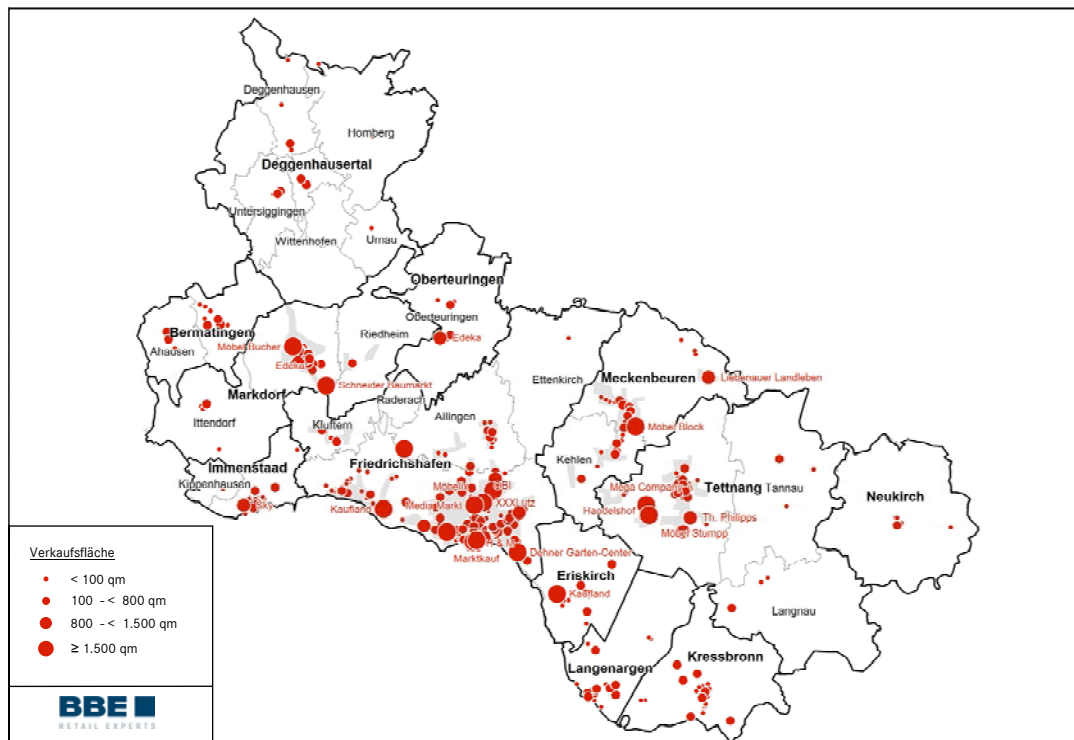 Deggenhausen
Homberg
Deggenhausertal
Untersiggingen
Wittenhofen
Urnau
Oberteuringen
Oberteuringen
Riedheim
Edeka
Bermatingen
Ahausen
Möbel Bucher
Edeka
Schneider Baumarkt
Markdorf
Raderach
Ittendorf
Kluftern
Ailingen
Ettenkirch
Meckenbeuren
Liebenauer Landleben
Möbel Block
Immenstaad
Kippenhausen
Sky
Friedrichshafen
Kehlen
Möbelix
OBI
Media Markt
XXXLutz
Kaufland
H & M
Marktkauf
Dehner Garten-Center
Mega Company
Tettnang
Tannau
Handelshof
Th. Philipps
Möbel Stumpp
Neukirch
Eriskirch
Kaufland
Langnau
Langenargen
Kressbronn
Verkaufsfläche
< 100 qm
100 - < 800 qm
800 - < 1.500 qm
≥ 1.500 qm
BBE
RETAIL EXPERTS